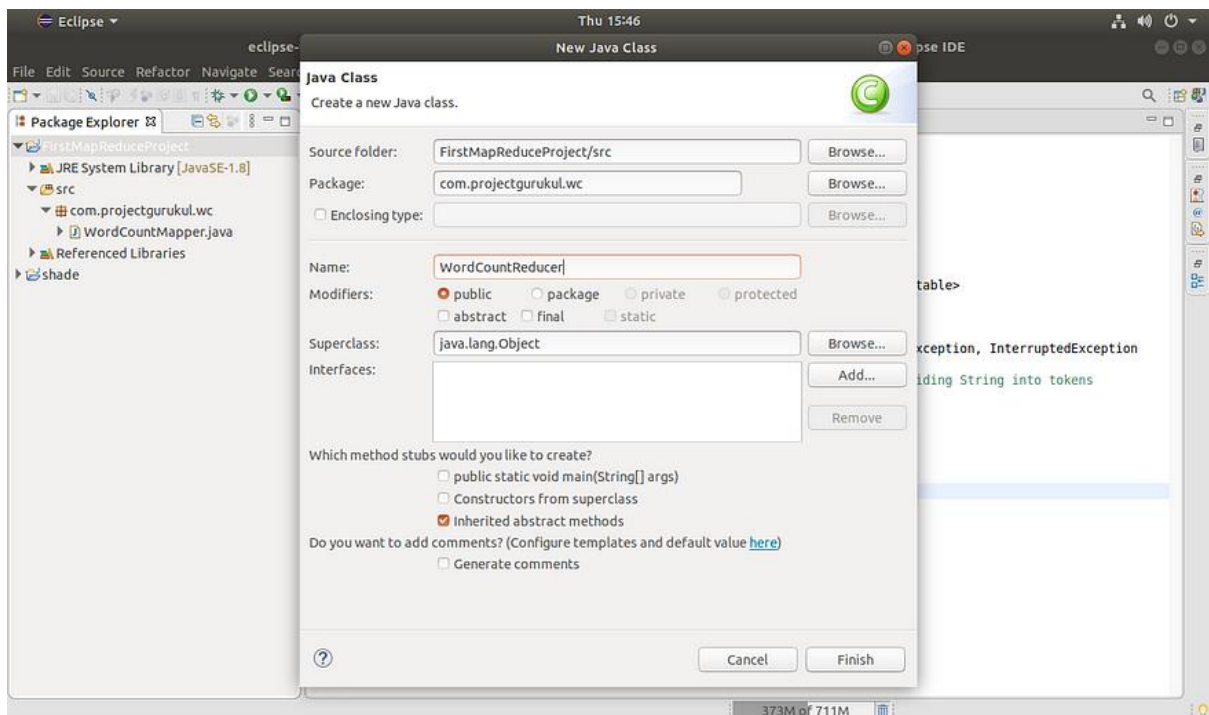 Eclipse
Thu 15:46
eclipse-
New Java Class
pse IDE
File Edit Source Refactor Navigate Sear
Package Explorer
FirstMapReduceProject
JRE System Library [JavaSE-1.8]
src
com.projectgurukul.wc
WordCountMapper.java
Referenced Libraries
shade
Java Class
Create a new Java class.
Source folder: FirstMapReduceProject/src Browse...
Package: com.projectgurukul.wc Browse...
Enclosing type: Browse...
Name: WordCountReducer
Modifiers: public package private protected
abstract final static
Superclass: java.lang.Object Browse...
Interfaces: Add...
Remove
Which method stubs would you like to create?
public static void main(String[] args)
Constructors from superclass
Inherited abstract methods
Do you want to add comments? (Configure templates and default value here)
Generate comments
? Cancel Finish
table>
xception, InterruptedException
iding String into tokens
373M of 711M